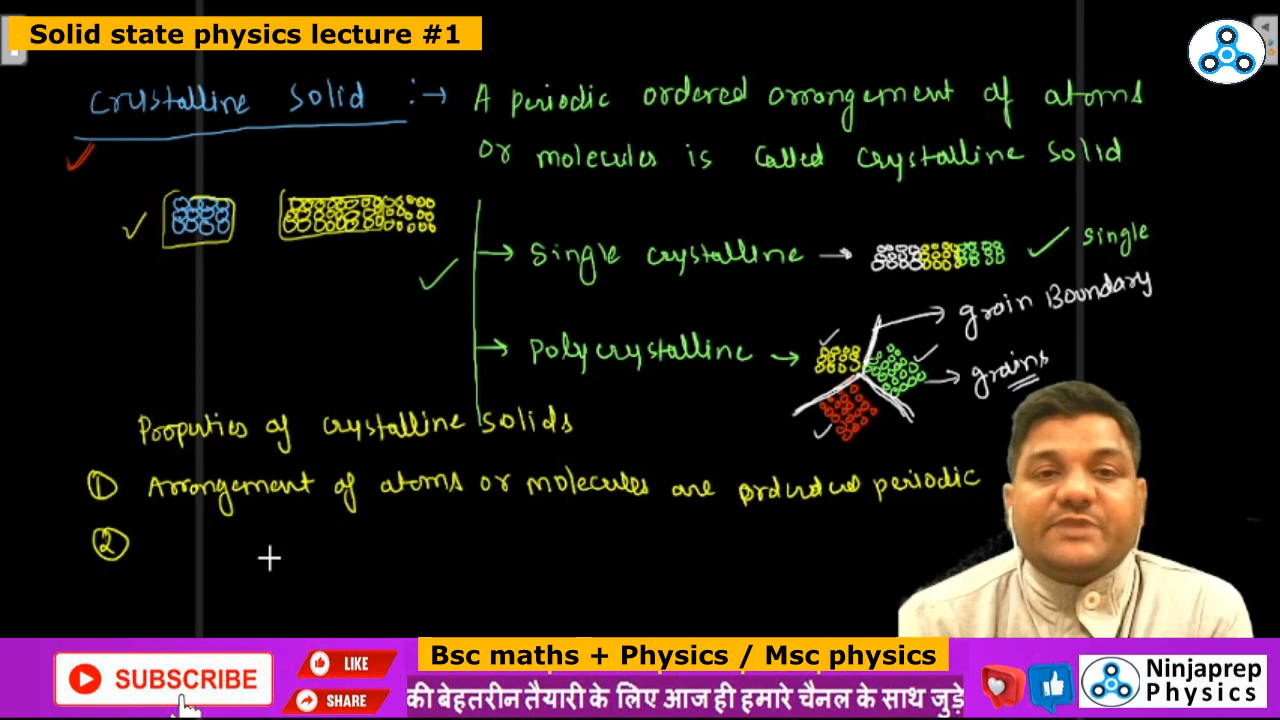 Solid state physics lecture #1
Crystalline Solid :→ A periodic ordered arrangement of atoms
or molecules is called crystalline solid
→ Single crystalline → single
→ grain Boundary
→ Polycrystalline →
→ grains
Properties of crystalline solids
① Arrangement of atoms or molecules are periodic
②
Bsc maths + Physics / Msc physics
SUBSCRIBE
LIKE
SHARE
की बेहतरीन तैयारी के लिए आज ही हमारे चैनल के साथ जुड़े
Ninjaprep
Physics